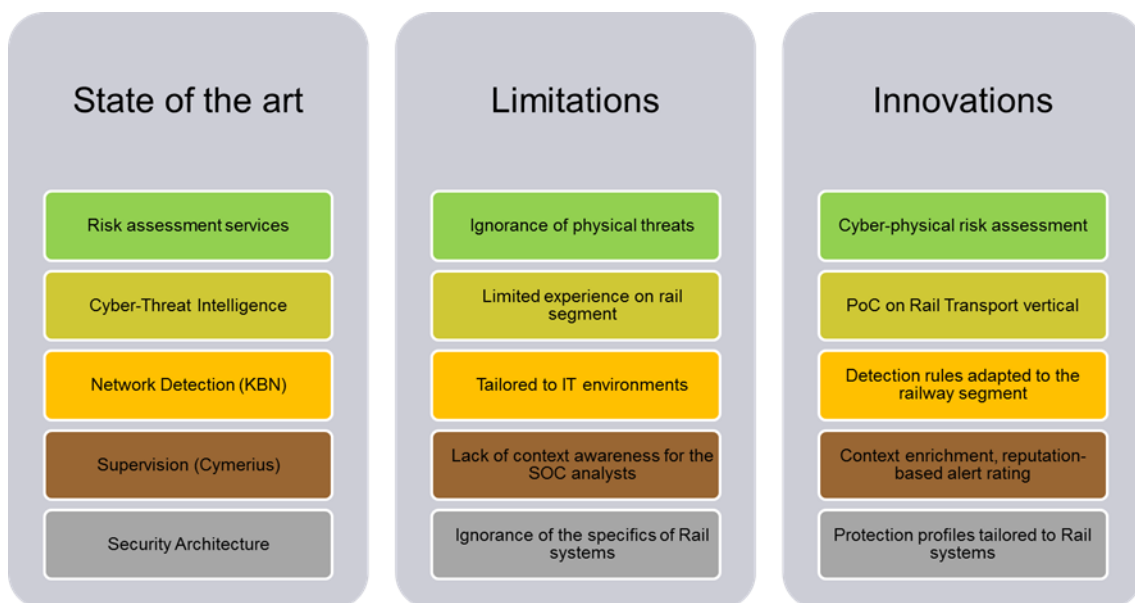 State of the art
Risk assessment services
Cyber-Threat Intelligence
Network Detection (KBN)
Supervision (Cymerius)
Security Architecture
Limitations
Ignorance of physical threats
Limited experience on rail
segment
Tailored to IT environments
Lack of context awareness for the
SOC analysts
Ignorance of the specifics of Rail
systems
Innovations
Cyber-physical risk assessment
PoC on Rail Transport vertical
Detection rules adapted to the
railway segment
Context enrichment, reputation-
based alert rating
Protection profiles tailored to Rail
systems